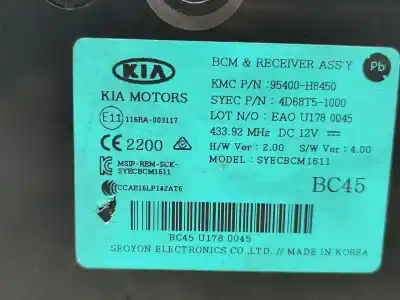 KIA
KIA MOTORS
BCM & RECEIVER ASS'Y
Pb
KMC P/N :95400-H8450
SYEC P/N : 4D68T5-1000
LOT N/O : EAO U178 0045
433.92 MHz DC 12V
H/W Ver : 2.00 S/W Ver : 4.00
MODEL : SYECBCM1611
E11 116RA-003117
CE 2200 !
MSIP-REM-SCK-
SYECBCM1611
CCAE16LP142AT6
BC45
BC45 U178 0045
SEOYON ELECTRONICS CO.,LTD. // MADE IN KOREA